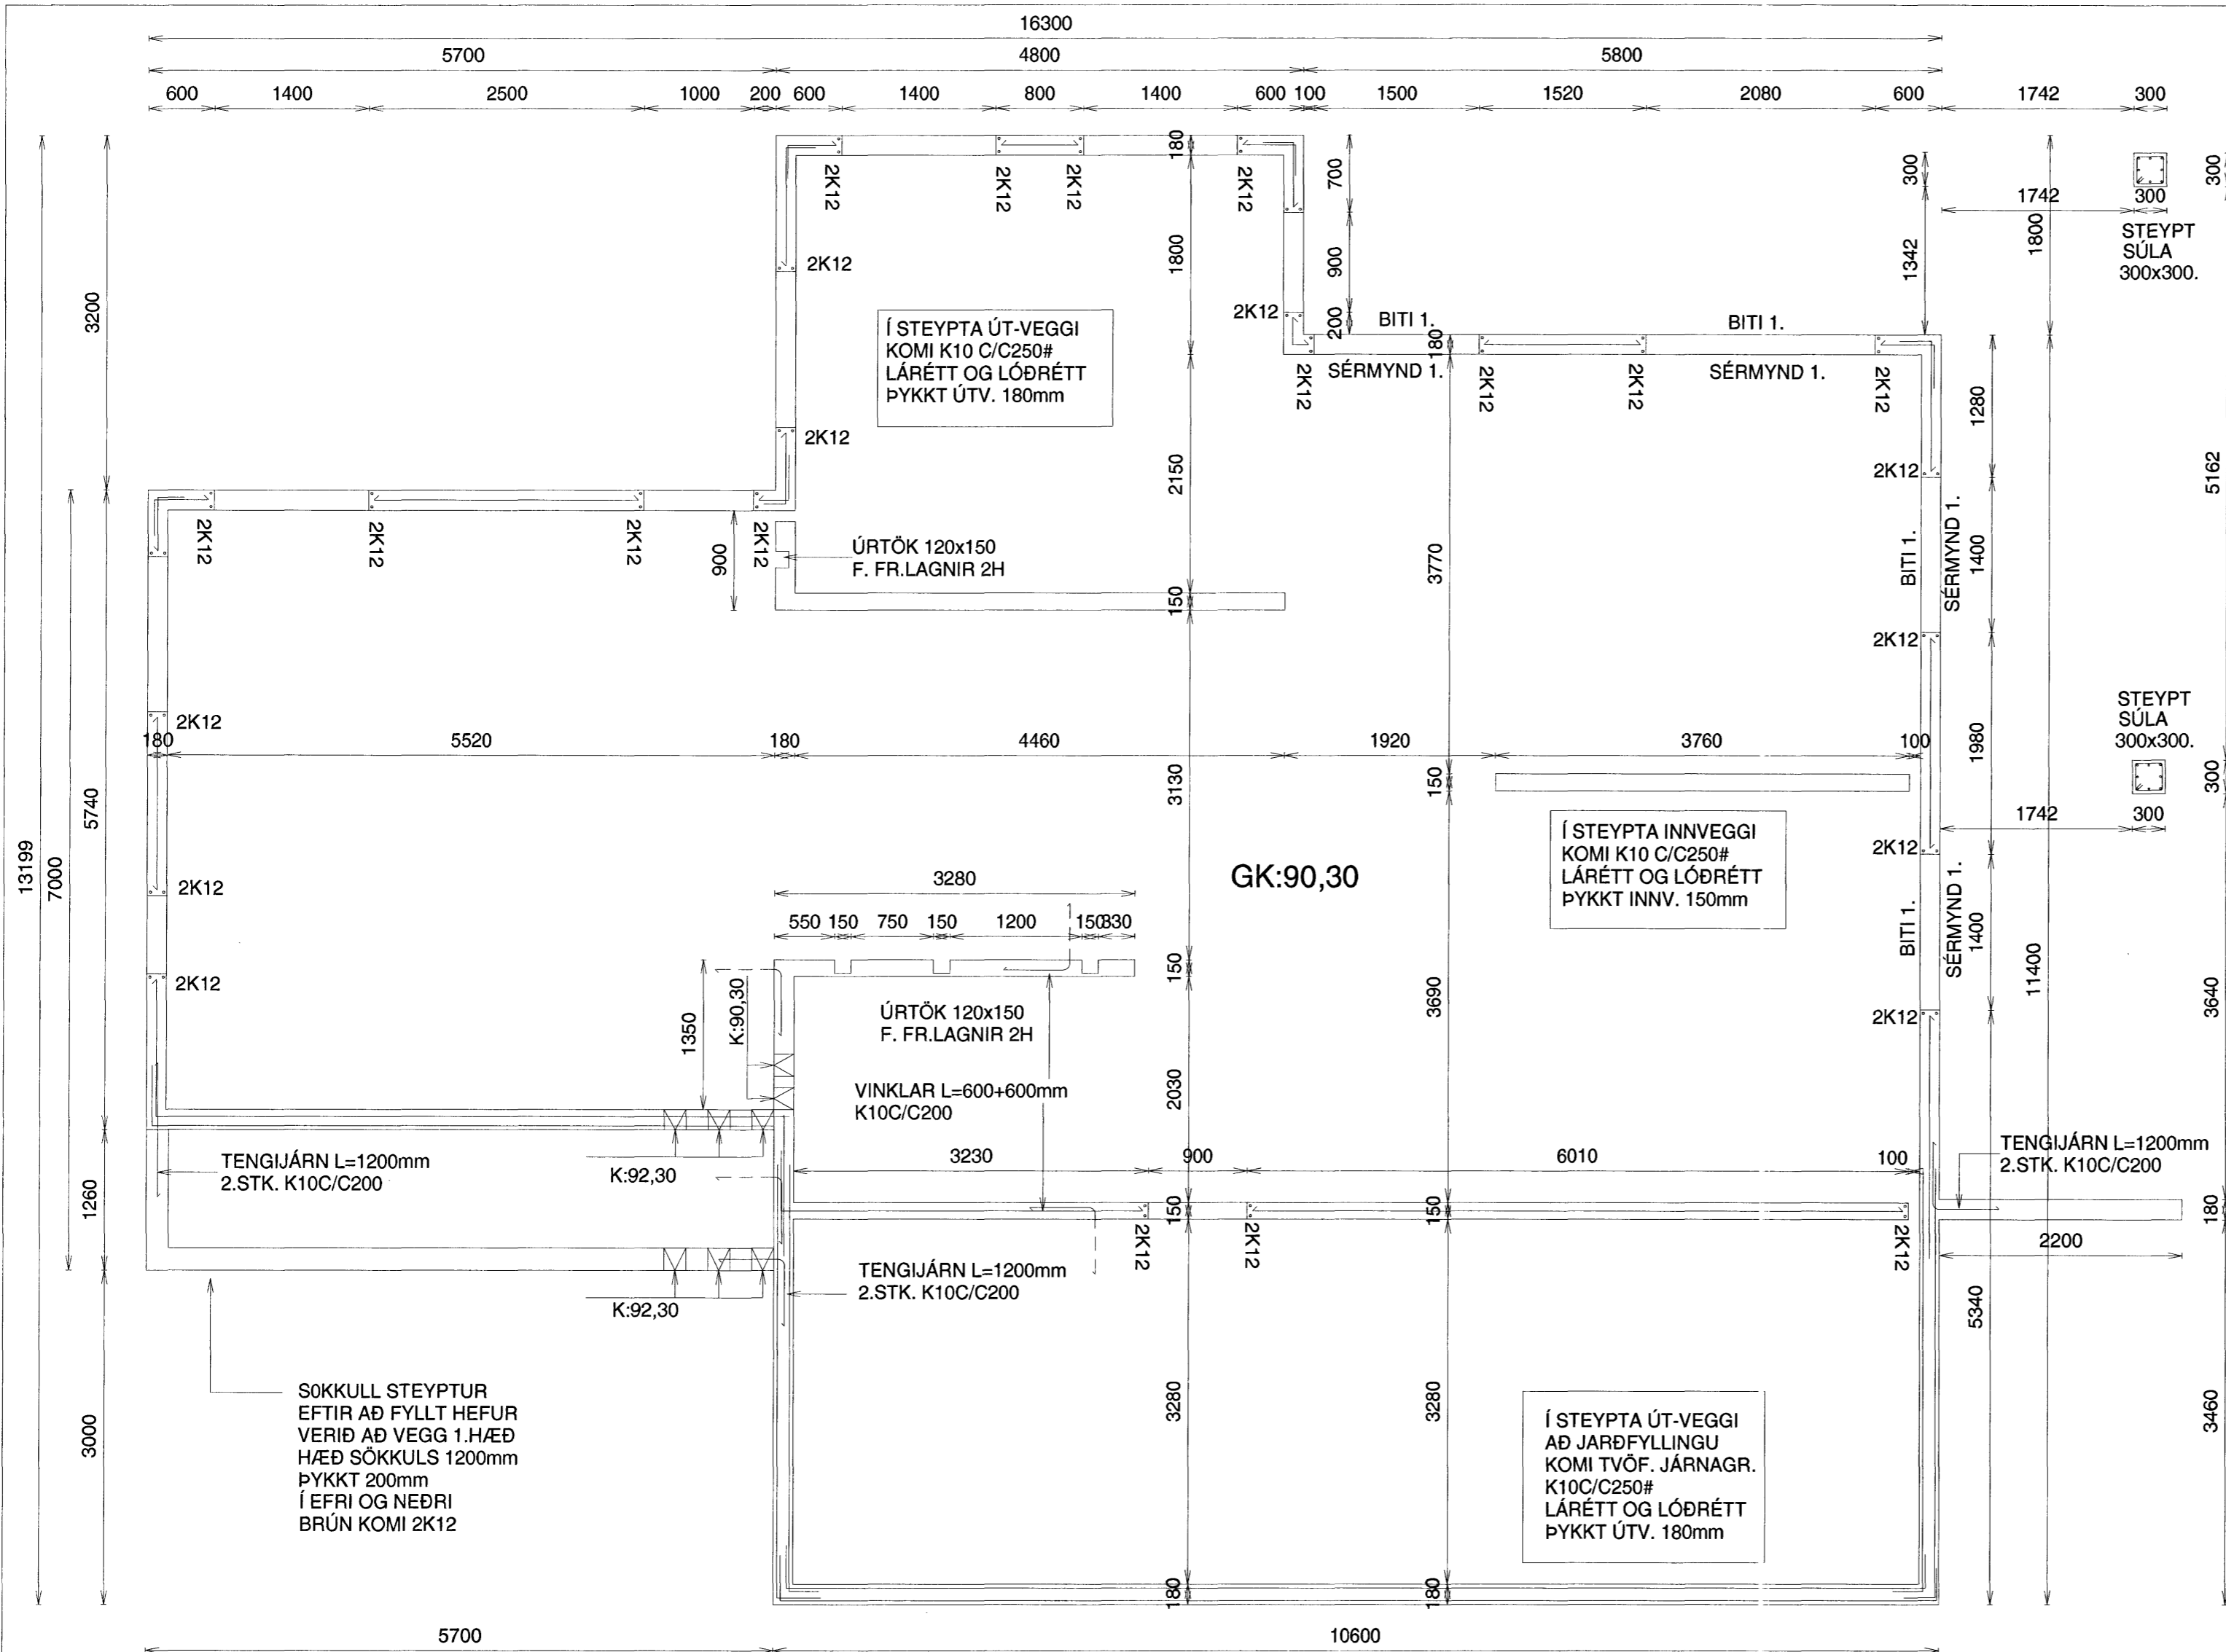 16300
5700 4800 5800
600 1400 2500 1000 200 600 1400 800 1400 600 100 1500 1520 2080 600 1742 300
180
2K12 2K12 2K12 2K12
700
300
300
1742 300
1800
STEYPT
SÚLA
300x300.
1800
900
1342
2K12
3200
Í STEYPTA ÚT-VEGGI
KOMI K10 C/C250#
LÁRÉTT OG LÓÐRÉTT
ÞYKKT ÚTV. 180mm
2K12
200
BITI 1.
BITI 1.
180
SÉRMYND 1.
SÉRMYND 1.
2K12 2K12 2K12 2K12
1280
2K12
2150
2K12
5162
2K12 2K12 2K12 2K12
900
ÚRTÖK 120x150
F. FR.LAGNIR 2H
3770
BITI 1.
SÉRMYND 1.
1400
150
2K12
STEYPT
SÚLA
300x300.
2K12
180 5520 180 4460 1920 3760 100
1980
5740
3130
150
300
1742 300
13199
7000
Í STEYPTA INNVEGGI
KOMI K10 C/C250#
LÁRÉTT OG LÓÐRÉTT
ÞYKKT INNV. 150mm
2K12
2K12
GK:90,30
3280
550 150 750 150 1200 150 330
BITI 1.
SÉRMYND 1.
1400
11400
2K12
150
K:90,30
1350
ÚRTÖK 120x150
F. FR.LAGNIR 2H
3690
3640
2K12
VINKLAR L=600+600mm
K10C/C200
2030
TENGIJÁRN L=1200mm
2.STK. K10C/C200
K:92,30
3230 900 6010 100
TENGIJÁRN L=1200mm
2.STK. K10C/C200
1260
150
150
180
2K12 2K12 2K12
2200
TENGIJÁRN L=1200mm
2.STK. K10C/C200
K:92,30
5340
SOKKULL STEYPTUR
EFTIR AÐ FYLLT HEFUR
VERIÐ AÐ VEGG 1.HÆÐ
HÆÐ SÖKKULS 1200mm
ÞYKKT 200mm
Í EFRI OG NEÐRI
BRÚN KOMI 2K12
3000
3280
3280
Í STEYPTA ÚT-VEGGI
AÐ JARÐFYLLINGU
KOMI TVÖF. JÁRNAGR.
K10C/C250#
LÁRÉTT OG LÓÐRÉTT
ÞYKKT ÚTV. 180mm
3460
180
180
5700 10600